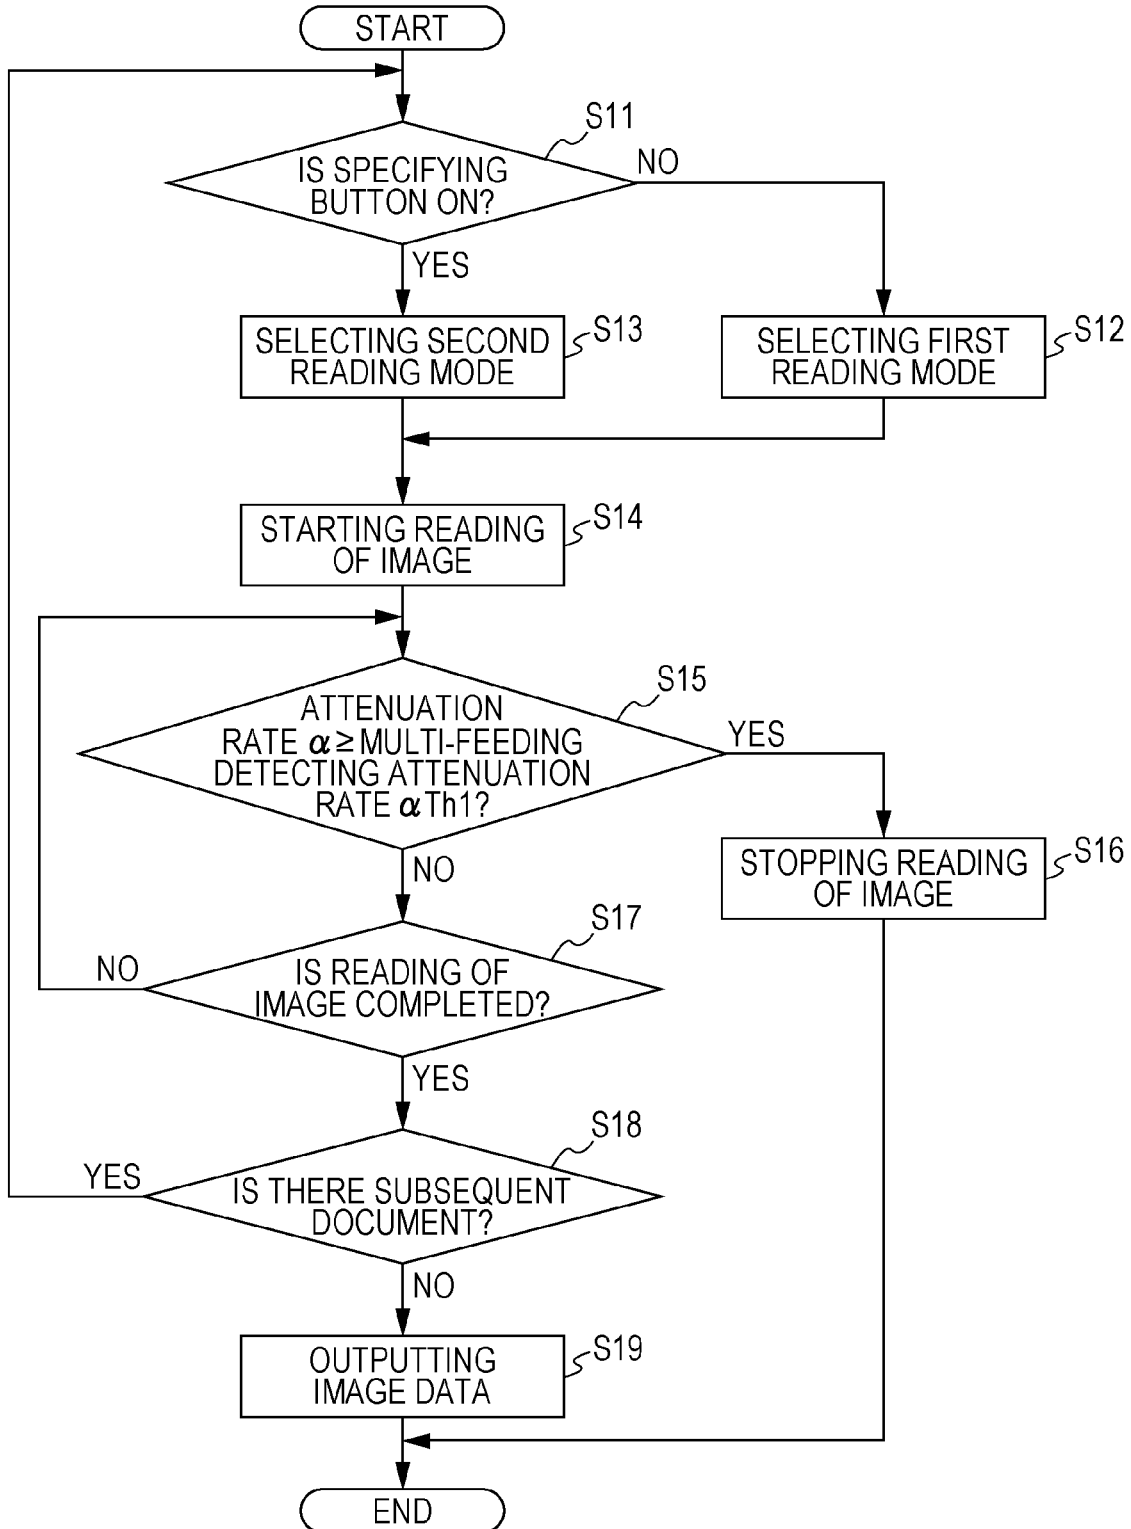 START
S11
IS SPECIFYING
BUTTON ON?
NO
YES
SELECTING SECOND
READING MODE
S13
SELECTING FIRST
READING MODE
S12
STARTING READING
OF IMAGE
S14
S15
ATTENUATION
RATE α ≥ MULTI-FEEDING
DETECTING ATTENUATION
RATE α Th1?
YES
NO
STOPPING READING
OF IMAGE
S16
S17
IS READING OF
IMAGE COMPLETED?
NO
YES
S18
IS THERE SUBSEQUENT
DOCUMENT?
YES
NO
OUTPUTTING
IMAGE DATA
S19
END